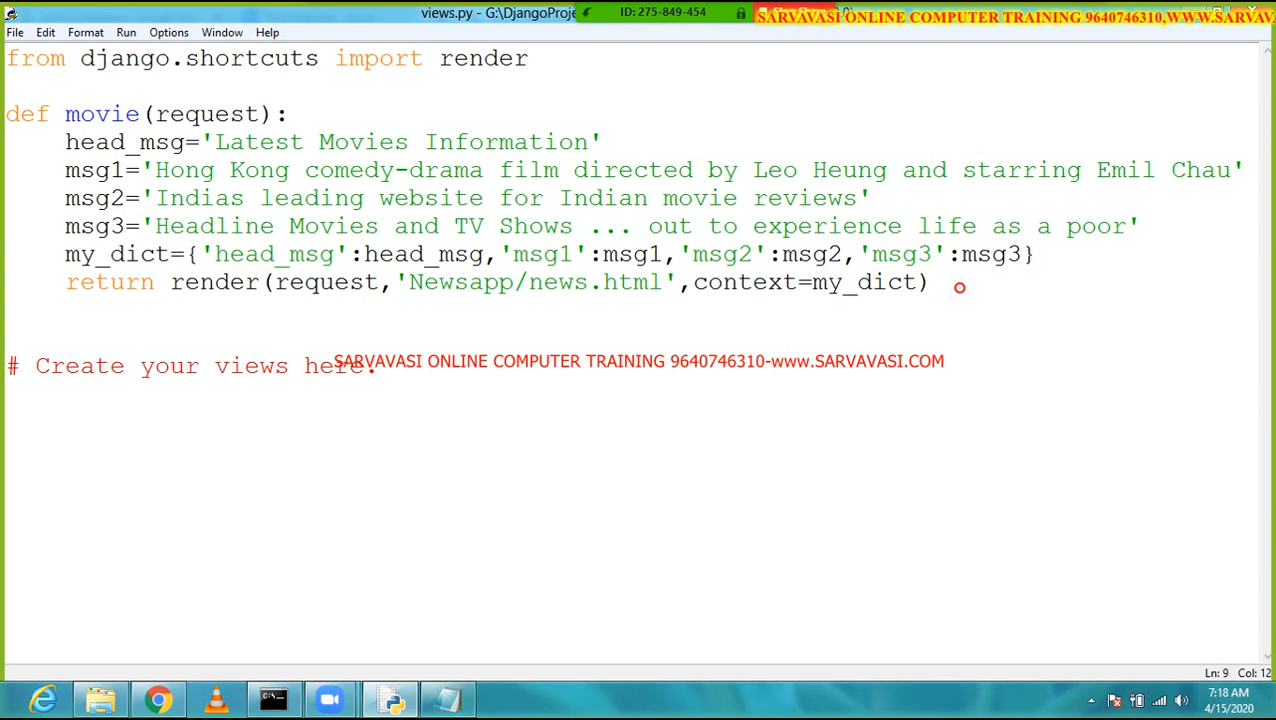 views.py - G:\DjangoProje
ID: 275-849-454
SARVAVASI ONLINE COMPUTER TRAINING 9640746310,WWW.SARVAV
File Edit Format Run Options Window Help
from django.shortcuts import render
def movie(request):
    head_msg='Latest Movies Information'
    msg1='Hong Kong comedy-drama film directed by Leo Heung and starring Emil Chau'
    msg2='Indias leading website for Indian movie reviews'
    msg3='Headline Movies and TV Shows ... out to experience life as a poor'
    my_dict={'head_msg':head_msg,'msg1':msg1,'msg2':msg2,'msg3':msg3}
    return render(request,'Newsapp/news.html',context=my_dict)
# Create your views here.
SARVAVASI ONLINE COMPUTER TRAINING 9640746310-www.SARVAVASI.COM
Ln: 9 Col: 12
7:18 AM
4/15/2020